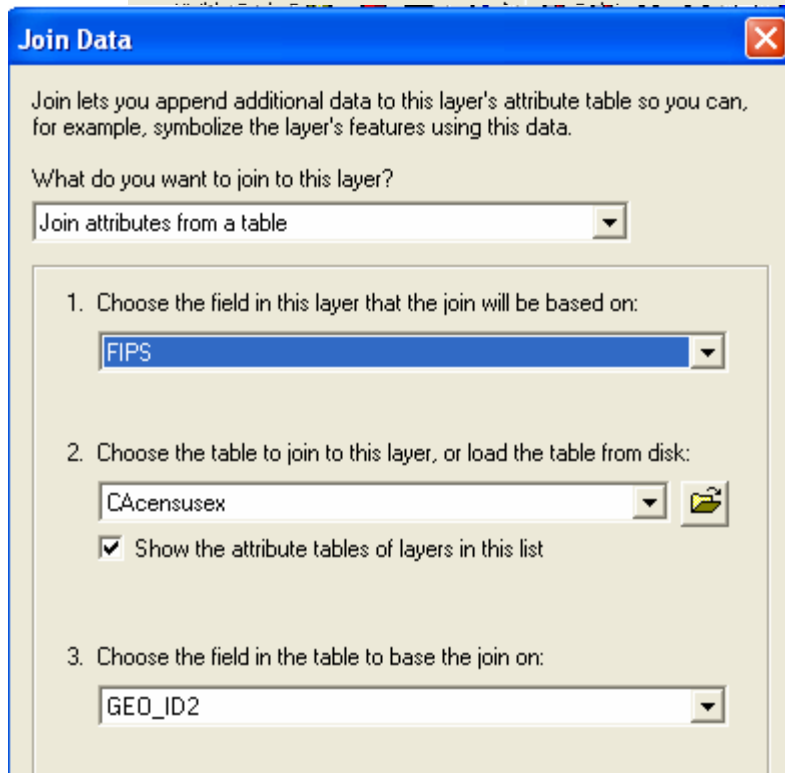 Join Data
Join lets you append additional data to this layer's attribute table so you can,
for example, symbolize the layer's features using this data.
What do you want to join to this layer?
Join attributes from a table
1. Choose the field in this layer that the join will be based on:
FIPS
2. Choose the table to join to this layer, or load the table from disk:
CAcensusex
Show the attribute tables of layers in this list
3. Choose the field in the table to base the join on:
GEO_ID2